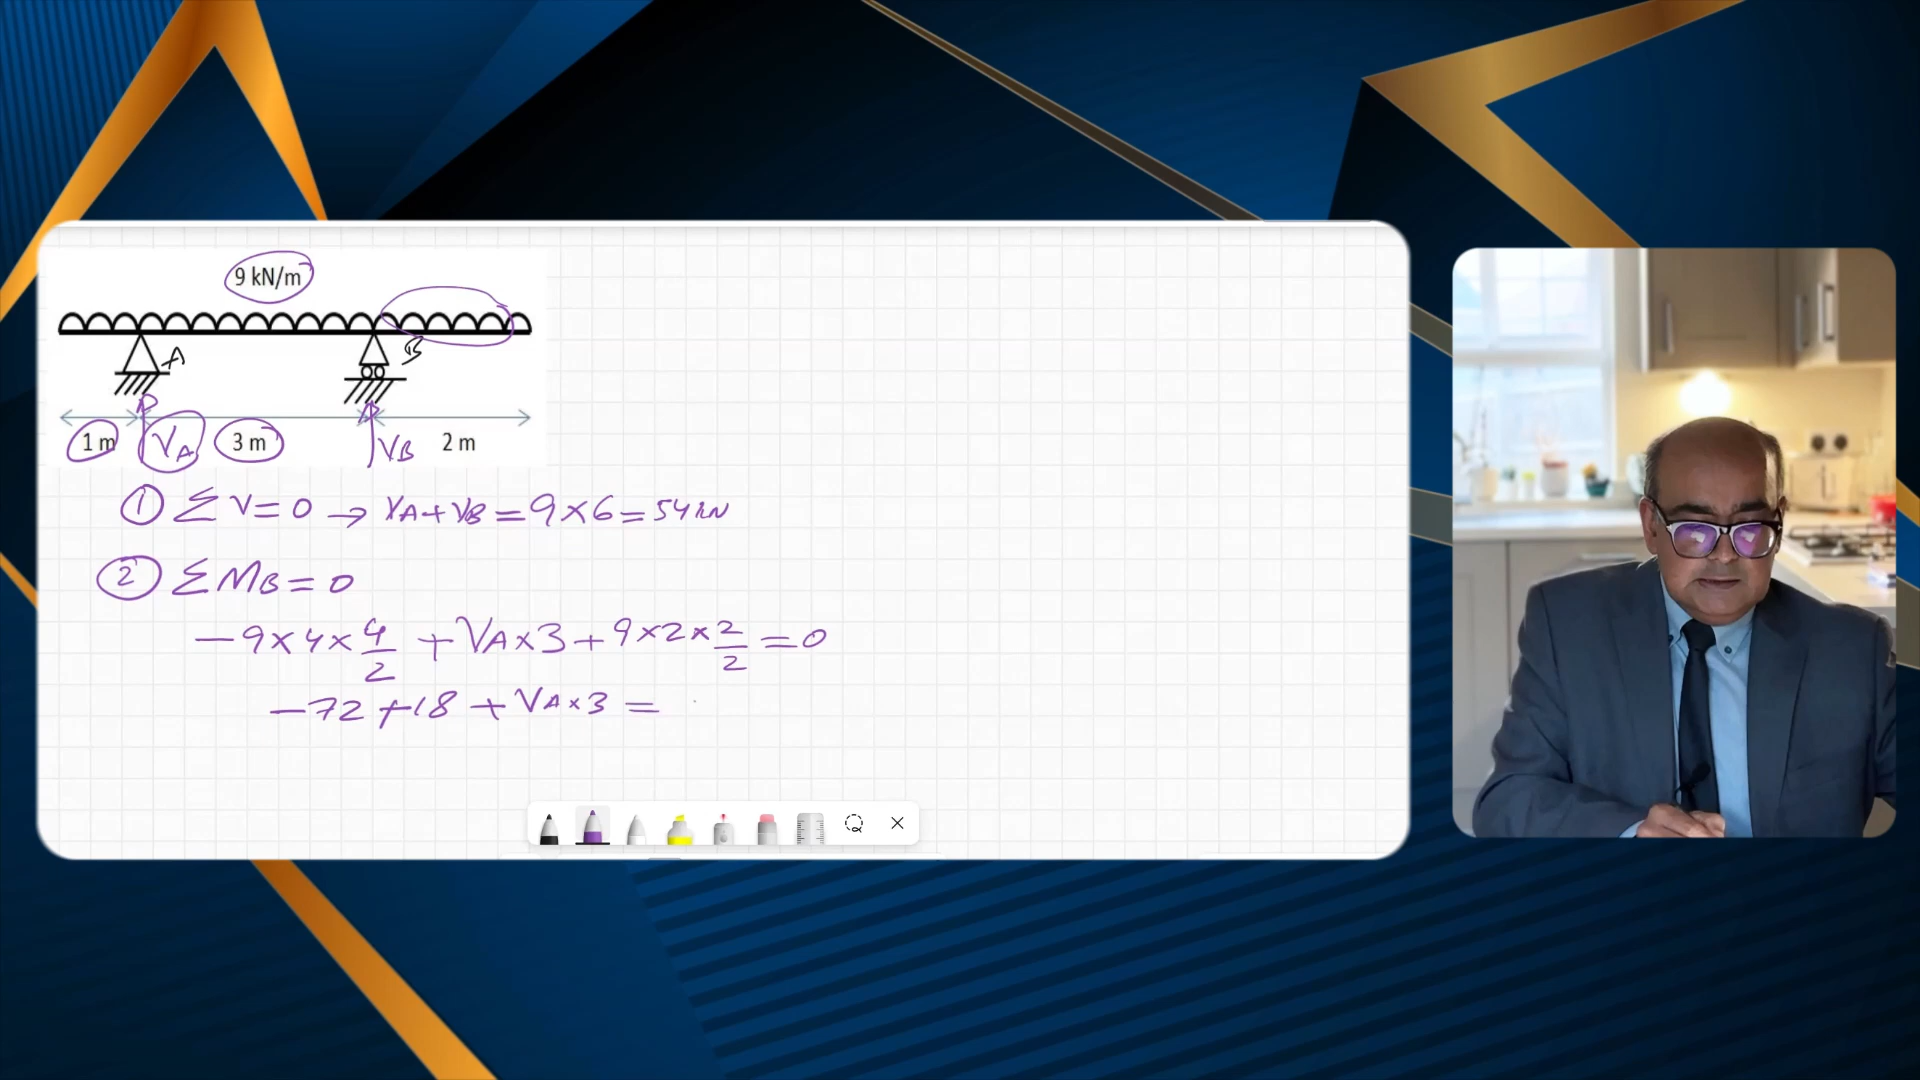 9 kN/m
A
B
1 m VA 3 m VB 2 m
① ΣV=0 → VA+VB=9×6=54kN
② ΣMB=0
-9×4×4/2 +VA×3+9×2×2/2=0
-72+18+VA×3=